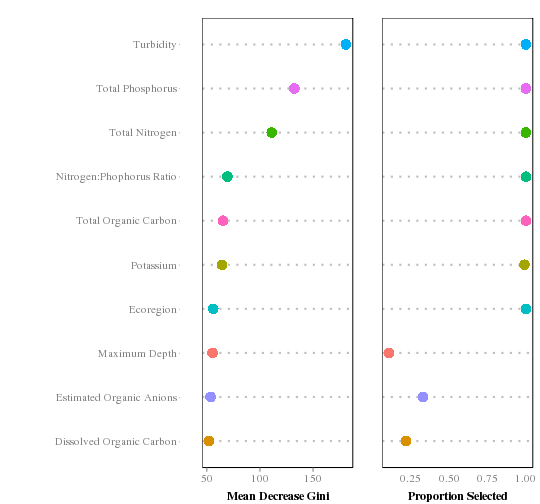 Turbidity
Total Phosphorus
Total Nitrogen
Nitrogen:Phophorus Ratio
Total Organic Carbon
Potassium
Ecoregion
Maximum Depth
Estimated Organic Anions
Dissolved Organic Carbon
50 100 150 0.25 0.50 0.75 1.00
Mean Decrease Gini Proportion Selected